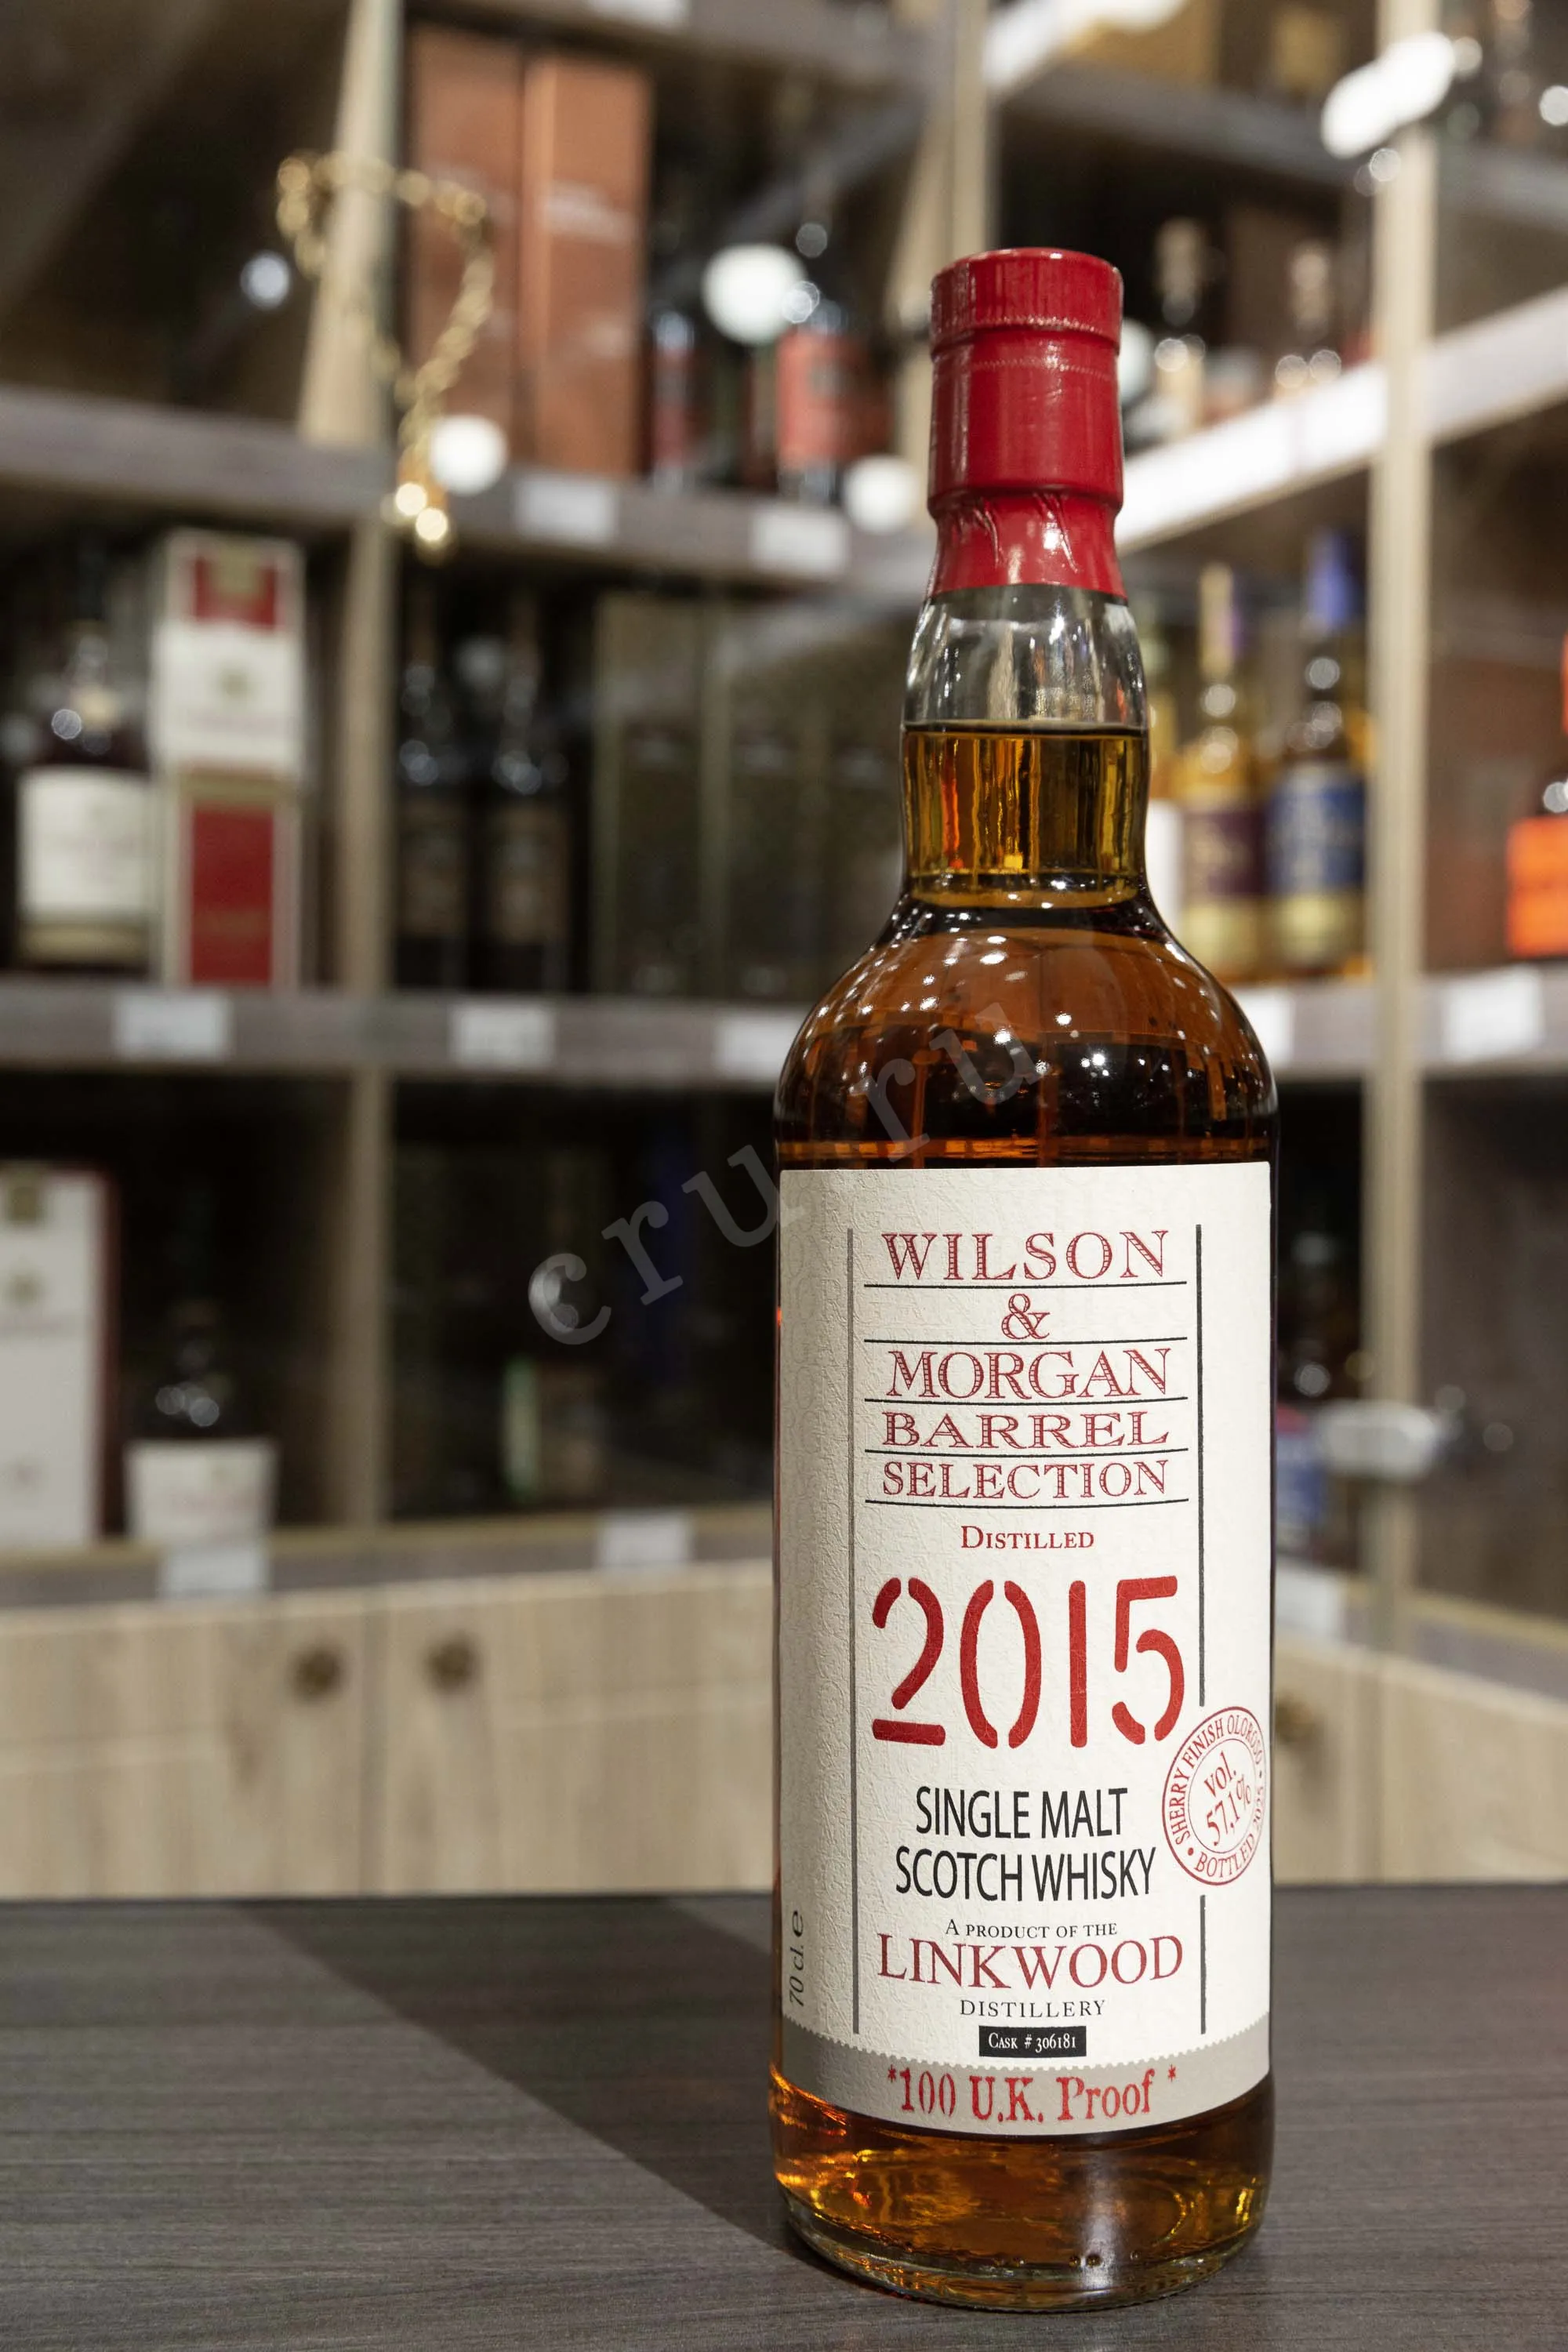 WILSON
&
MORGAN
BARREL
SELECTION
DISTILLED
2015
SHERRY FINISH OLOROSO
vol.
57,1%
• BOTTLED 2025 •
SINGLE MALT
SCOTCH WHISKY
A PRODUCT OF THE
LINKWOOD
DISTILLERY
CASK # 306181
*100 U.K. Proof*
70 cl. e
cru.ru